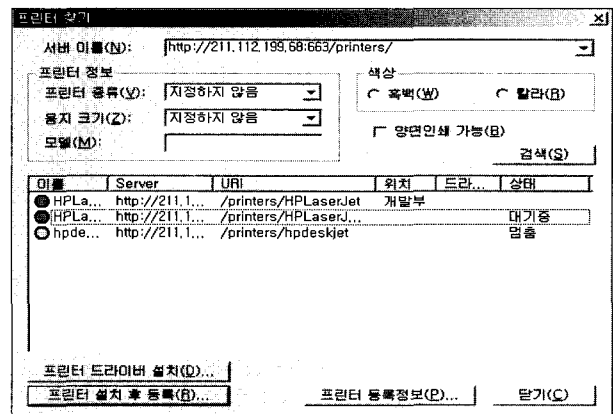 프린터 찾기
서버 이름(N): http://211.112.199.68:663/printers/
프린터 정보
프린터 종류(V): 지정하지 않음
용지 크기(Z): 지정하지 않음
모델(M):
색상
흑백(W) 칼라(R)
양면인쇄 가능(B)
검색(S)
이름 Server URI 위치 드라... 상태
HPLa... http://211.1... /printers/HPLaserJet 개발부
HPLa... http://211.1... /printers/HPLaserJ... 대기중
hpde... http://211.1... /printers/hpdeskjet 멈춤
프린터 드라이버 설치(D)...
프린터 설치 후 등록(R)... 프린터 등록정보(P)... 닫기(C)